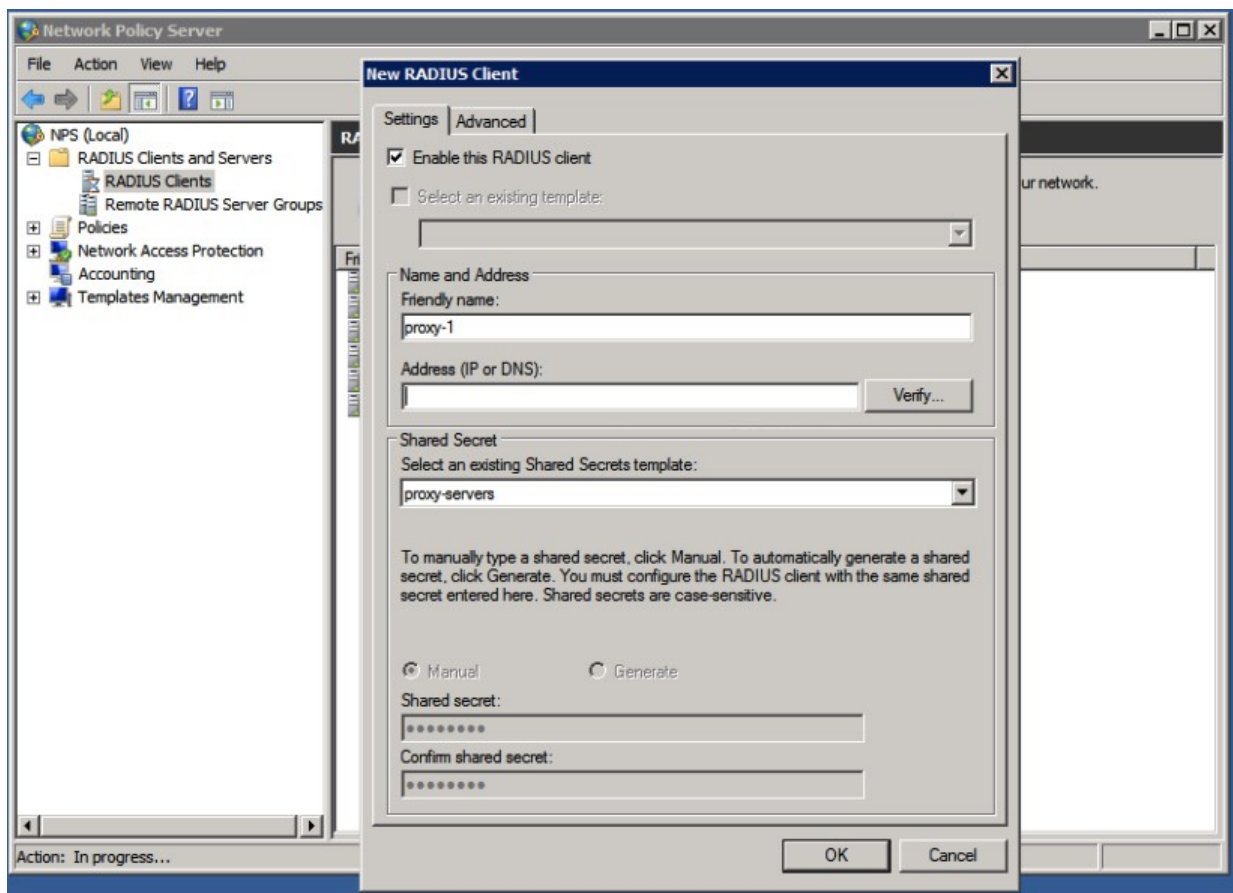 Network Policy Server
File Action View Help
NPS (Local)
RADIUS Clients and Servers
RADIUS Clients
Remote RADIUS Server Groups
Policies
Network Access Protection
Accounting
Templates Management
RA
ur network.
Fri
New RADIUS Client
Settings Advanced
Enable this RADIUS client
Select an existing template:
Name and Address
Friendly name:
proxy-1
Address (IP or DNS):
Verify...
Shared Secret
Select an existing Shared Secrets template:
proxy-servers
To manually type a shared secret, click Manual. To automatically generate a shared
secret, click Generate. You must configure the RADIUS client with the same shared
secret entered here. Shared secrets are case-sensitive.
Manual Generate
Shared secret:
••••••••
Confirm shared secret:
••••••••
OK Cancel
Action: In progress...